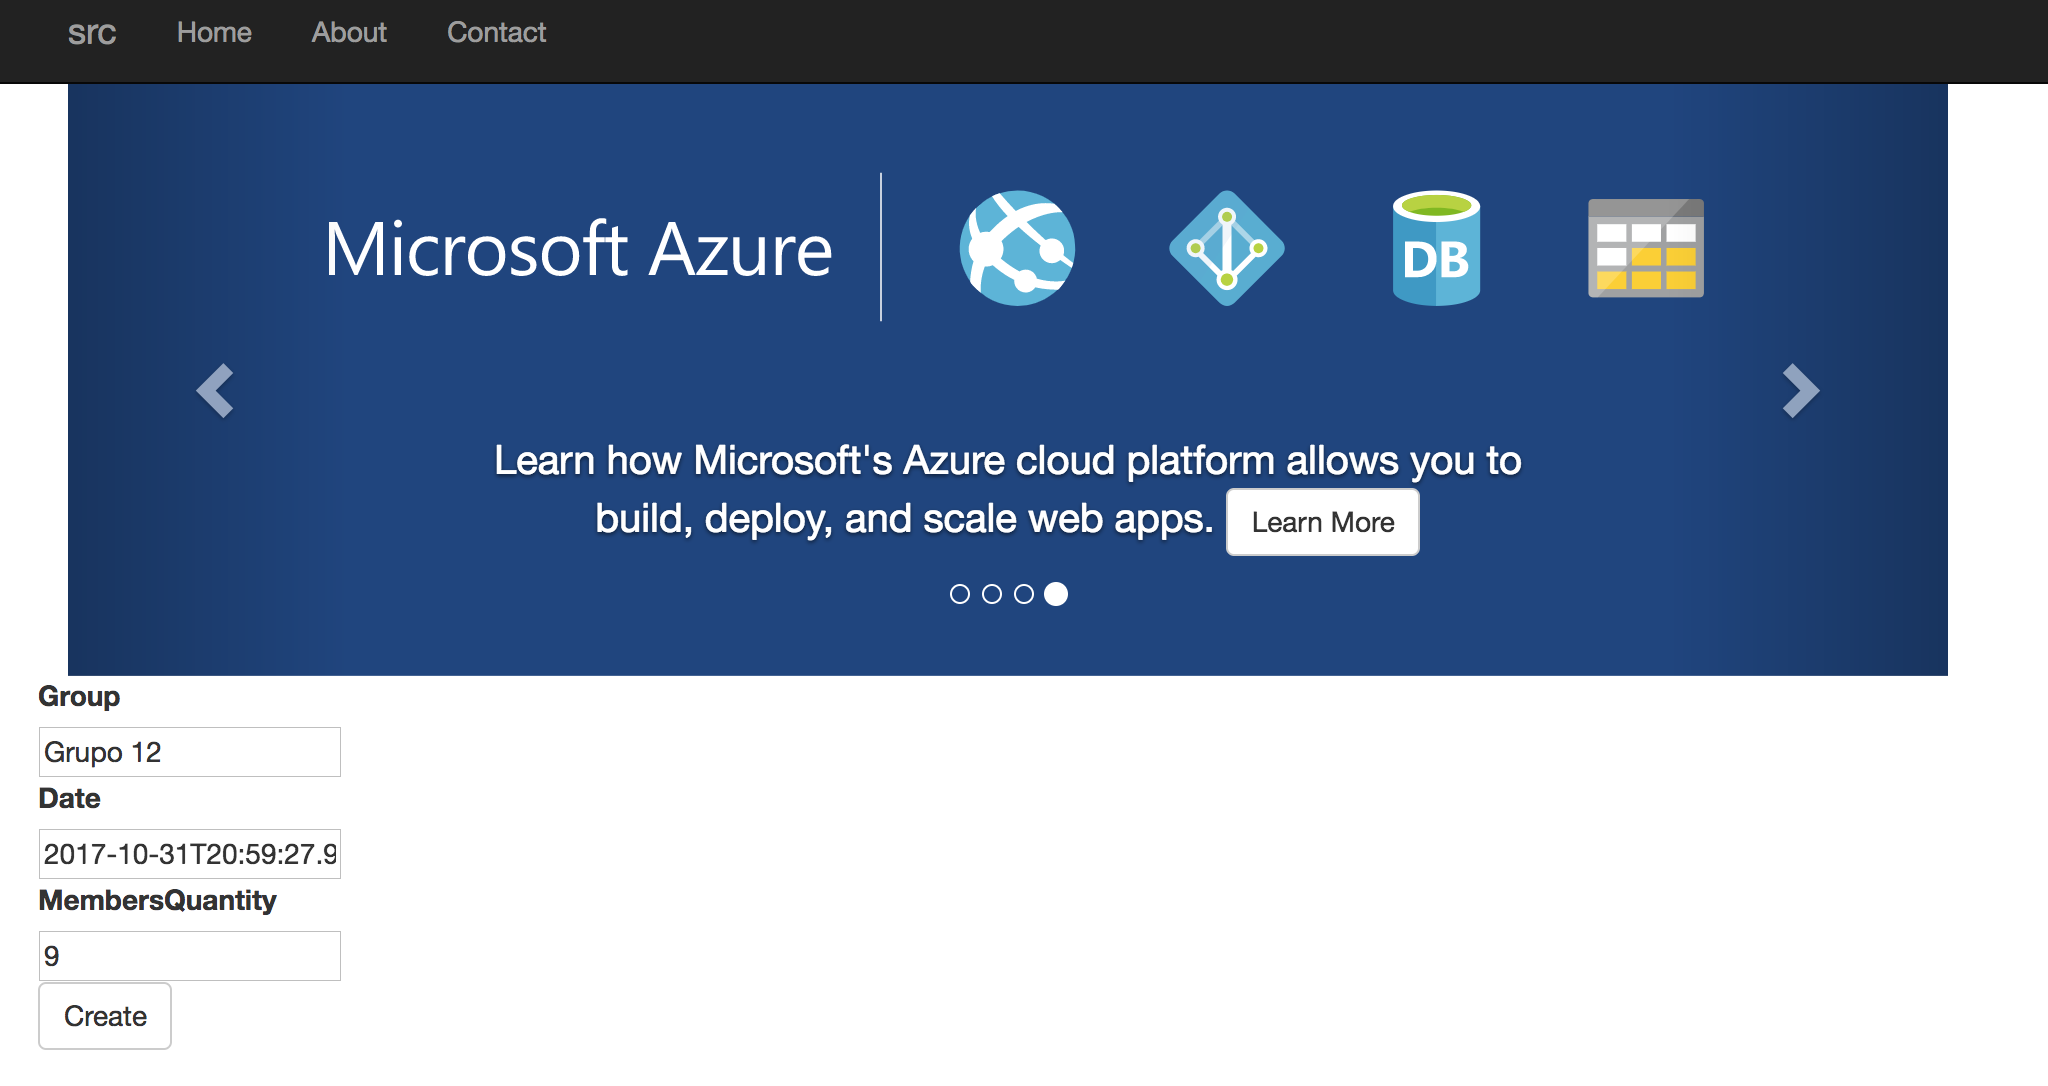 src Home About Contact
Microsoft Azure
DB
Learn how Microsoft's Azure cloud platform allows you to
build, deploy, and scale web apps. Learn More
Group
Grupo 12
Date
2017-10-31T20:59:27.9
MembersQuantity
9
Create